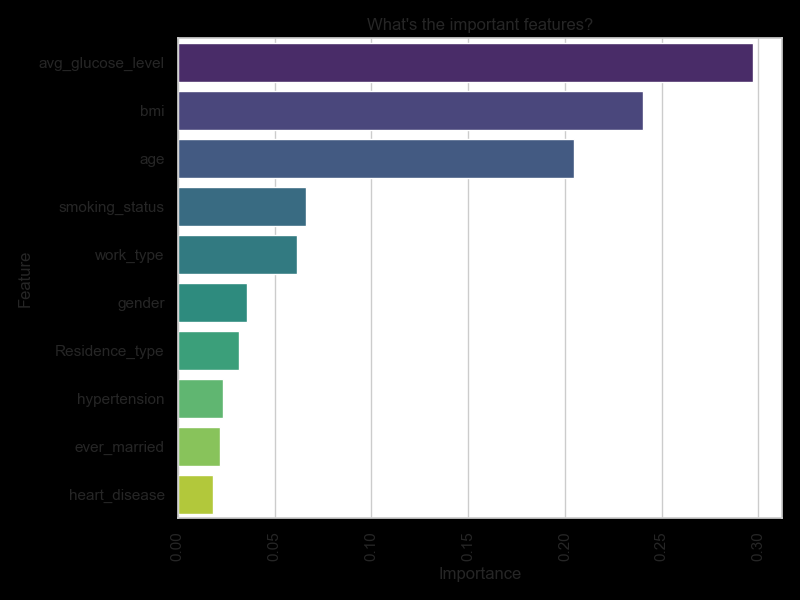 What's the important features?
avg_glucose_level
bmi
age
smoking_status
work_type
gender
Residence_type
hypertension
ever_married
heart_disease
Feature
0.00
0.05
0.10
0.15
0.20
0.25
0.30
Importance